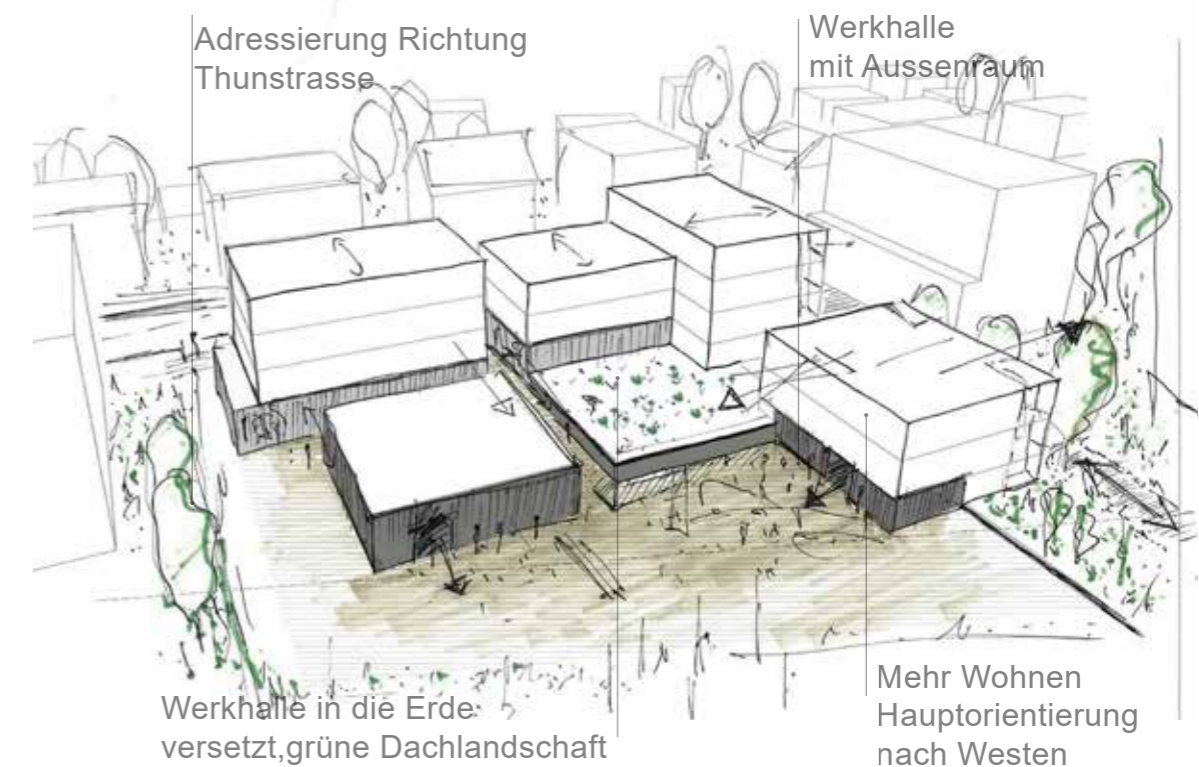 Adressierung Richtung
Thunstrasse
Werkhalle
mit Aussenraum
Werkhalle in die Erde
versetzt,grüne Dachlandschaft
Mehr Wohnen
Hauptorientierung
nach Westen